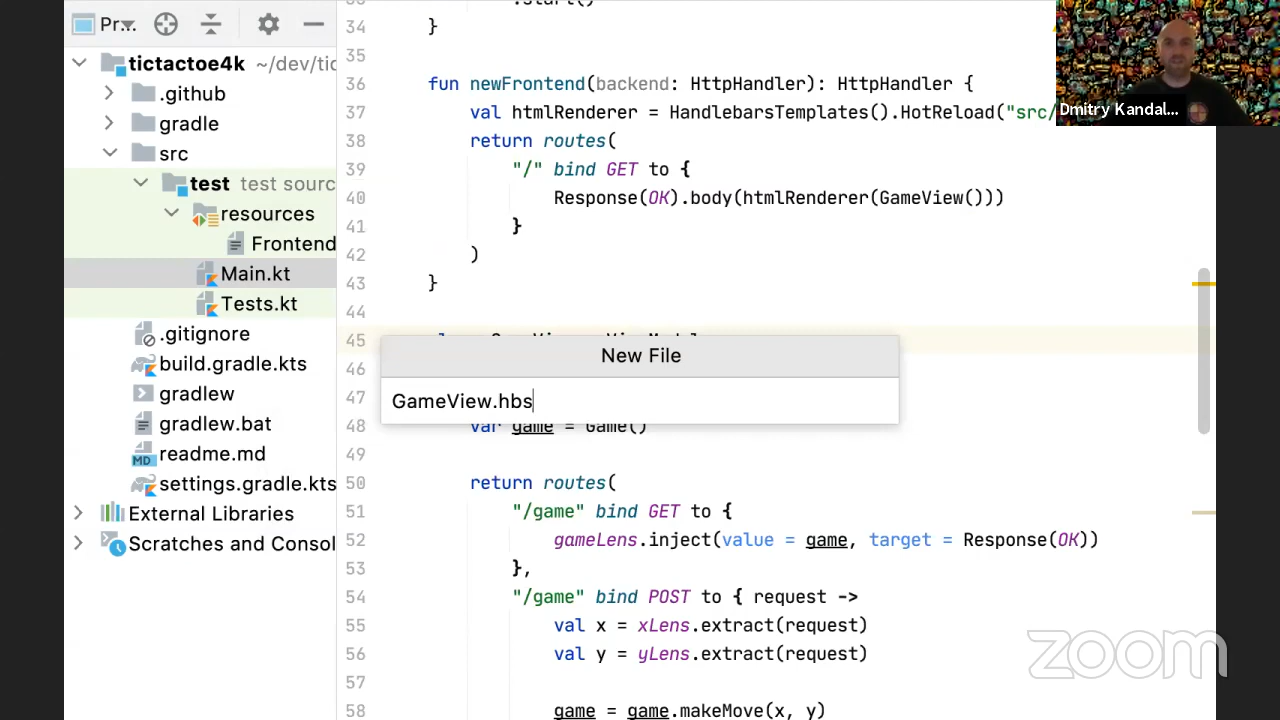 Pr...
tictactoe4k ~/dev/tic
.github
gradle
src
test test sourc
resources
Frontend
Main.kt
Tests.kt
.gitignore
build.gradle.kts
gradlew
gradlew.bat
MD readme.md
settings.gradle.kts
External Libraries
Scratches and Consol
.start()
34 }
35
36 fun newFrontend(backend: HttpHandler): HttpHandler {
37 val htmlRenderer = HandlebarsTemplates().HotReload("src/
38 return routes(
39 "/" bind GET to {
40 Response(OK).body(htmlRenderer(GameView()))
41 }
42 )
43 }
44
45
46
47
48 var game = Game()
49
50 return routes(
51 "/game" bind GET to {
52 gameLens.inject(value = game, target = Response(OK))
53 },
54 "/game" bind POST to { request ->
55 val x = xLens.extract(request)
56 val y = yLens.extract(request)
57
58 game = game.makeMove(x, y)
New File
GameView.hbs
Dmitry Kandal...
zoom